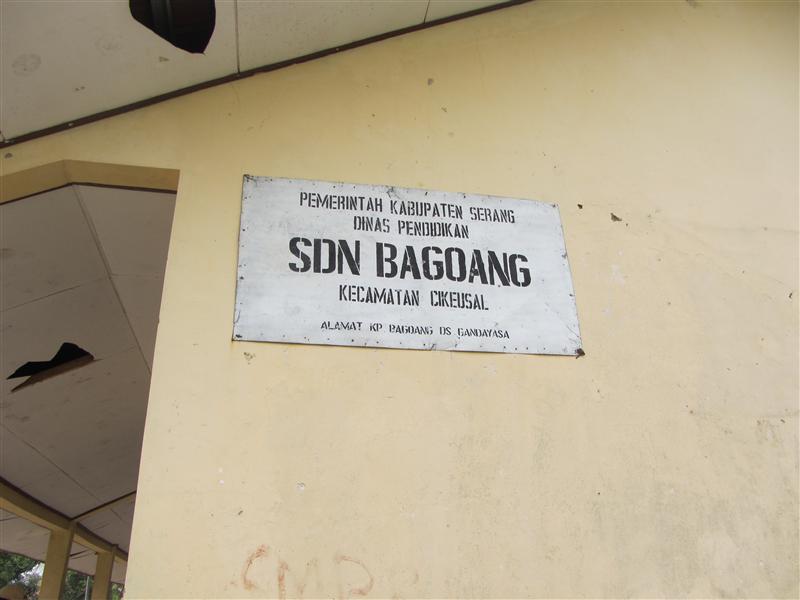 PEMERINTAH KABUPATEN SERANG
DINAS PENDIDIKAN
SDN BAGOANG
KECAMATAN CIKEUSAL
ALAMAT KP. BAGOANG DS GANDAYASA